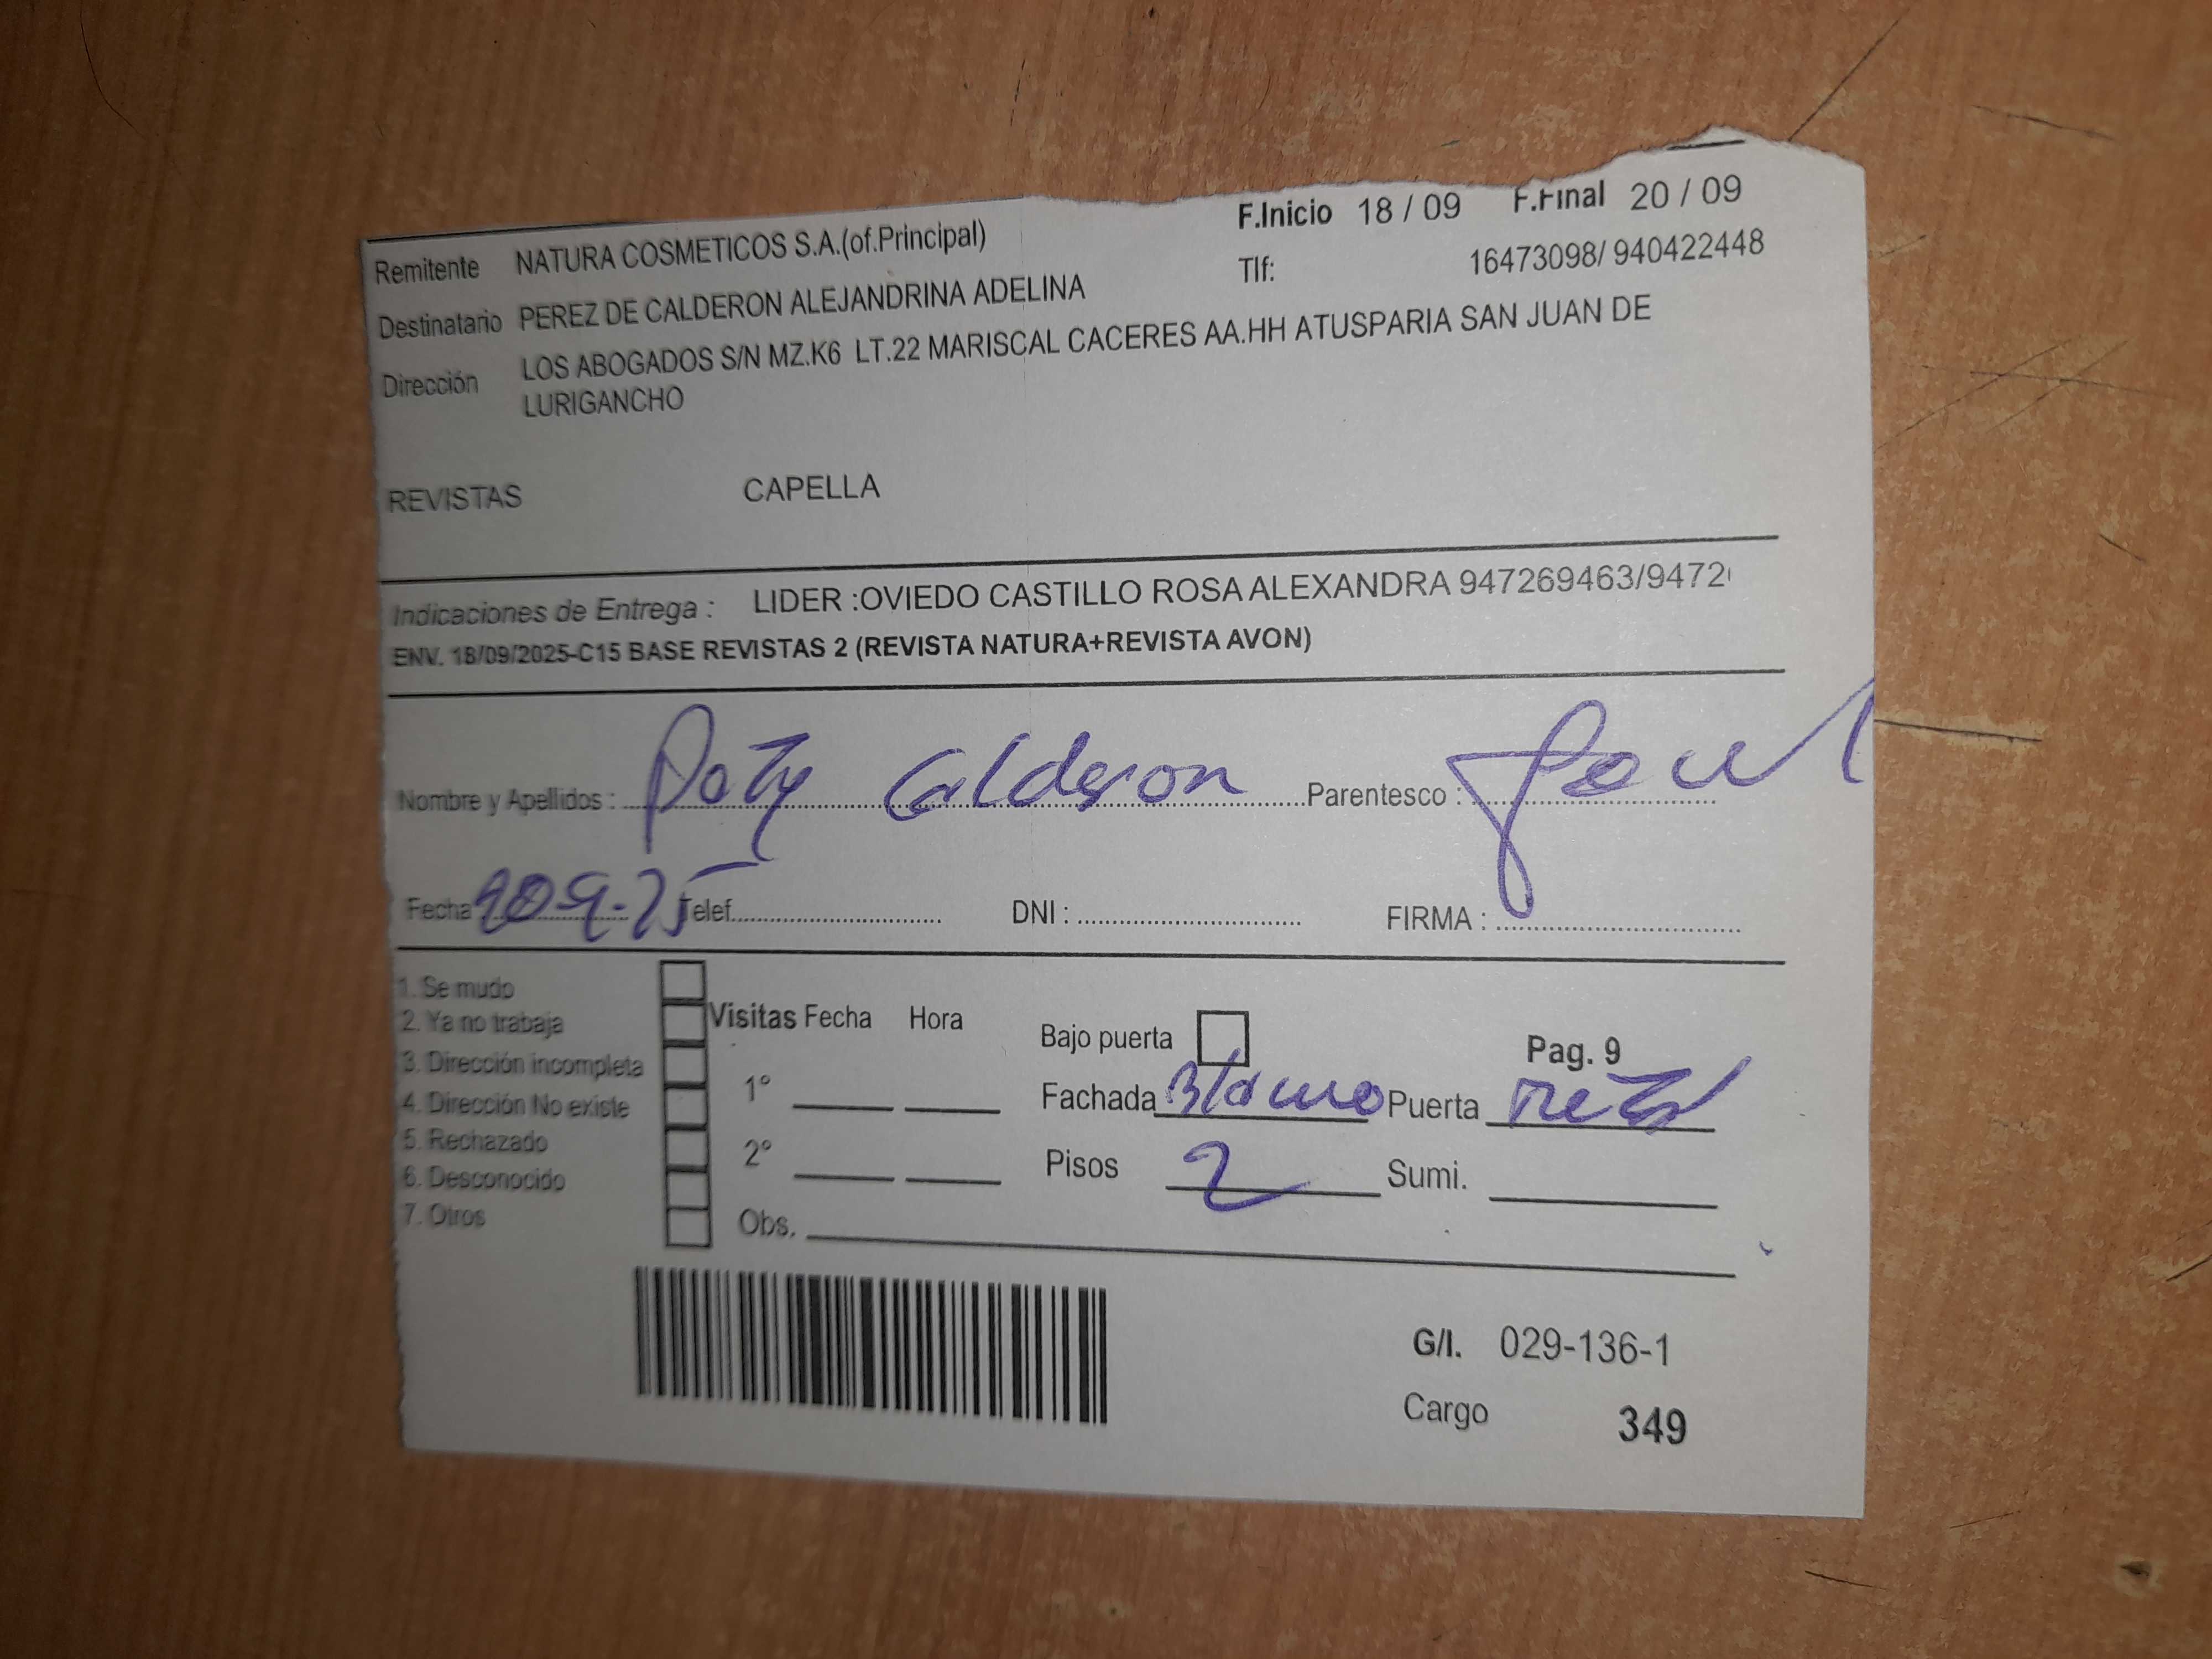 F.Inicio 18 / 09 F.Final 20 / 09
Remitente NATURA COSMETICOS S.A.(of.Principal)
Tlf: 16473098/ 940422448
Destinatario PEREZ DE CALDERON ALEJANDRINA ADELINA
Dirección LOS ABOGADOS S/N MZ.K6 LT.22 MARISCAL CACERES AA.HH ATUSPARIA SAN JUAN DE
LURIGANCHO
REVISTAS CAPELLA
Indicaciones de Entrega : LIDER :OVIEDO CASTILLO ROSA ALEXANDRA 947269463/9472
ENV. 18/09/2025-C15 BASE REVISTAS 2 (REVISTA NATURA+REVISTA AVON)
Nombre y Apellidos : Paty Calderon Parentesco :
Fecha Telef. DNI : FIRMA :
1. Se mudo
2. Ya no trabaja
3. Dirección incompleta
4. Dirección No existe
5. Rechazado
6. Desconocido
7. Otros
Visitas Fecha Hora
1°
2°
Obs.
Bajo puerta Pag. 9
Fachada Blanco Puerta
Pisos 2 Sumi.
G/I. 029-136-1
Cargo 349